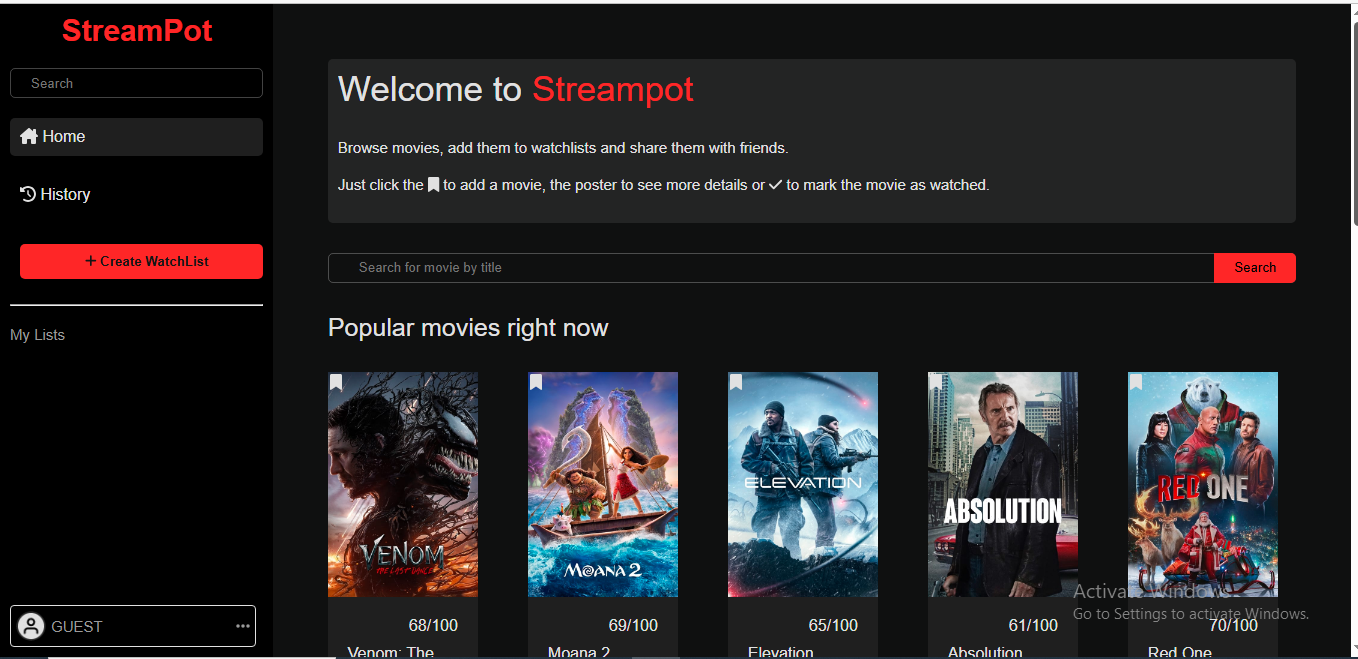 StreamPot
Search
Home
History
+ Create WatchList
My Lists
GUEST
Welcome to Streampot
Browse movies, add them to watchlists and share them with friends.
Just click the to add a movie, the poster to see more details or to mark the movie as watched.
Search for movie by title
Search
Popular movies right now
VENOM
THE LAST DANCE
MOANA 2
ELEVATION
ABSOLUTION
RED ONE
68/100
69/100
65/100
61/100
70/100
Venom: The
Moana 2
Elevation
Absolution
Red One
Activate Windows
Go to Settings to activate Windows.